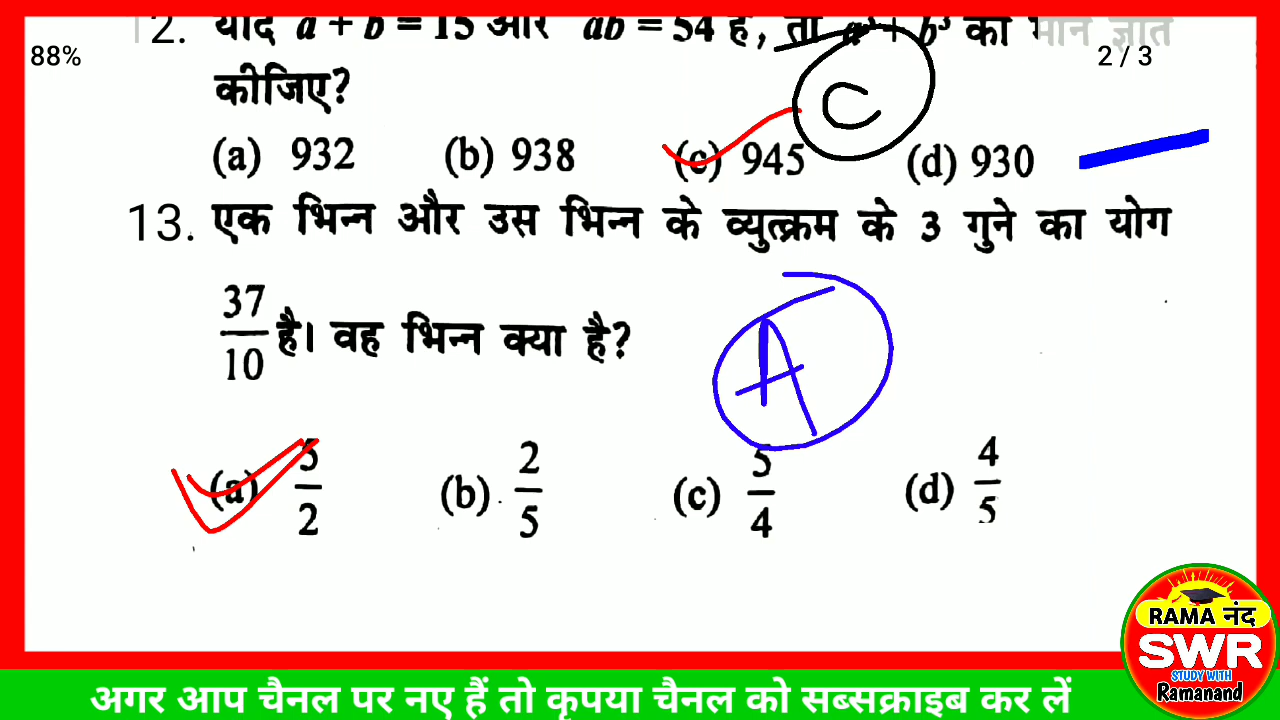 12. यदि a + b = 15 और ab = 54 है, तो a³ + b³ का मान ज्ञात
88%
2 / 3
कीजिए?
C
(a) 932 (b) 938 (c) 945 (d) 930
13. एक भिन्न और उस भिन्न के व्युत्क्रम के 3 गुने का योग
37/10 है। वह भिन्न क्या है?
A
(a) 5/2 (b) 2/5 (c) 5/4 (d) 4/5
RAMA नंद
SWR
STUDY WITH
Ramanand
अगर आप चैनल पर नए हैं तो कृपया चैनल को सब्सक्राइब कर लें